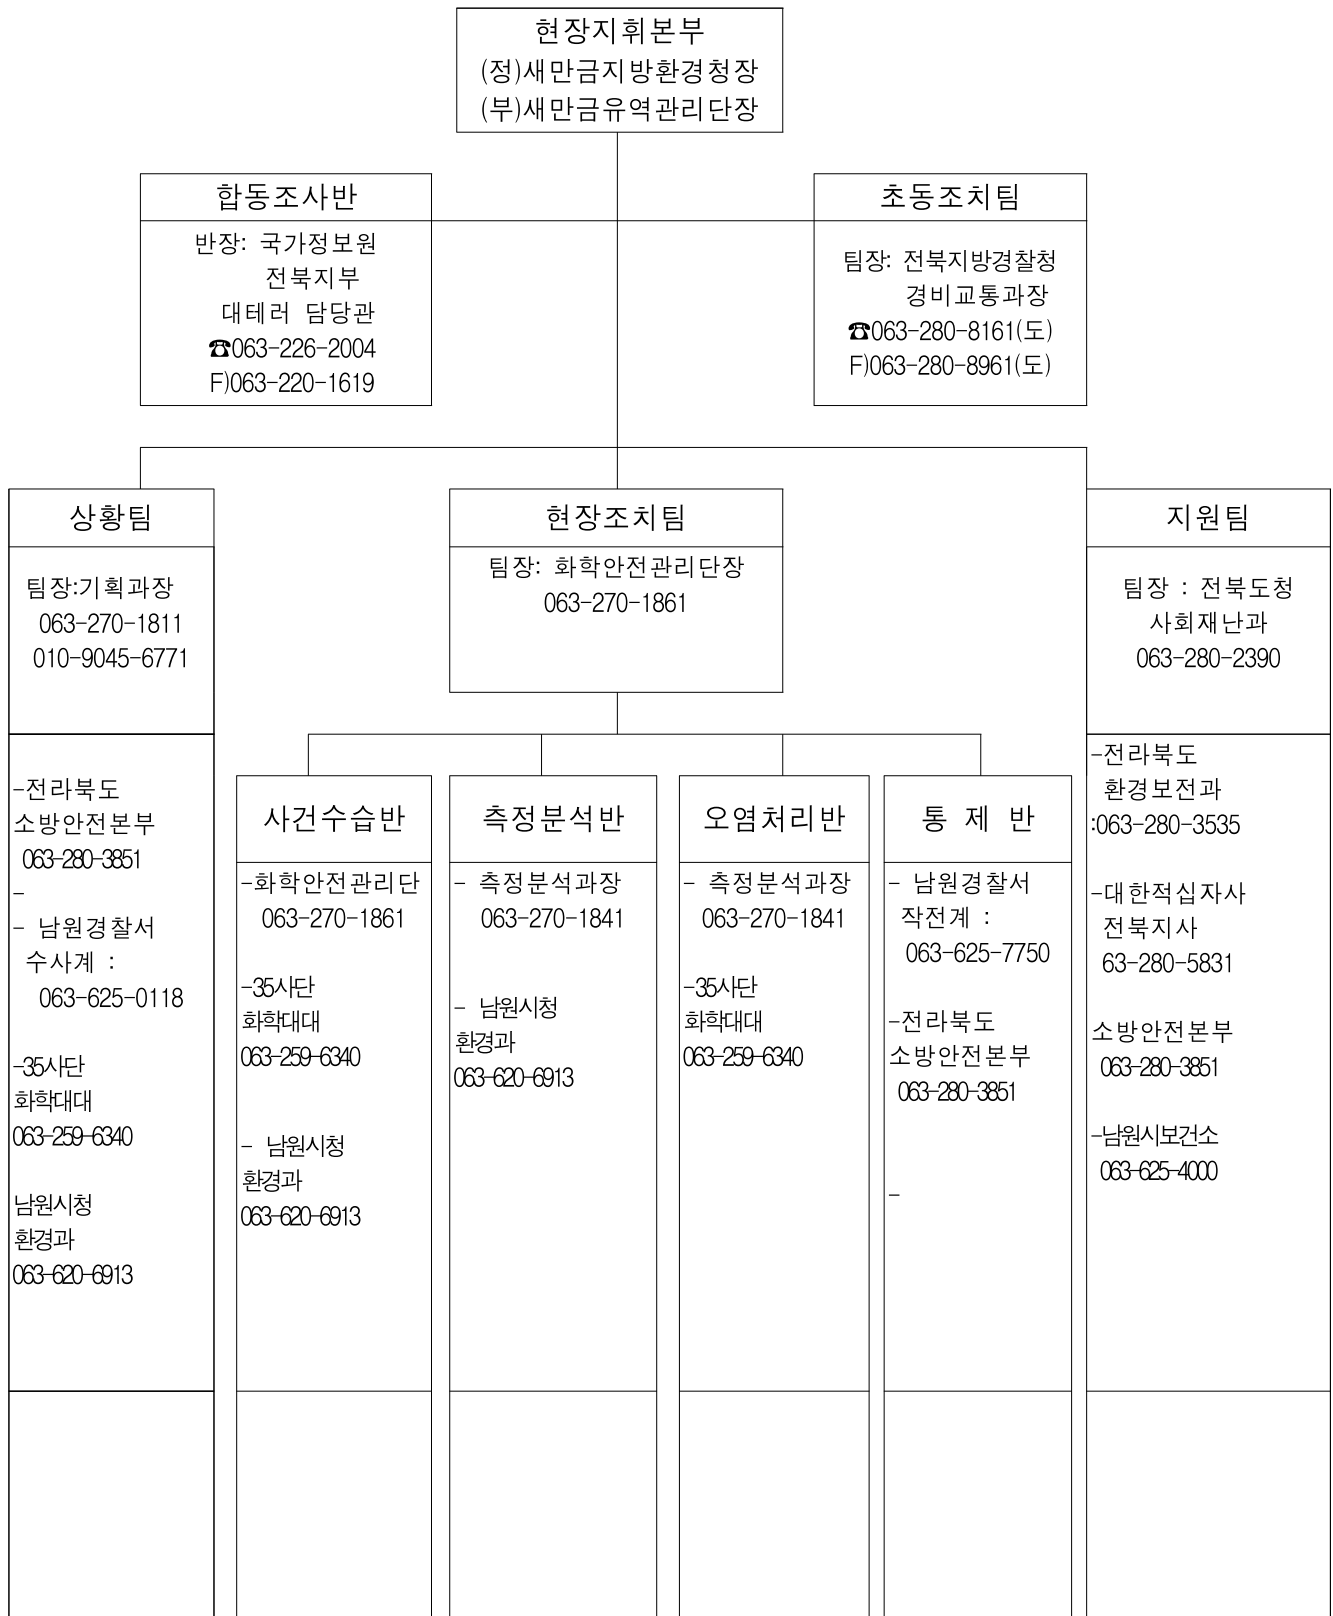 현장지휘본부
(정)새만금지방환경청장
(부)새만금유역관리단장
합동조사반
반장: 국가정보원
전북지부
대테러 담당관
☎063-226-2004
F)063-220-1619
초동조치팀
팀장: 전북지방경찰청
경비교통과장
☎063-280-8161(도)
F)063-280-8961(도)
상황팀
팀장:기획과장
063-270-1811
010-9045-6771
-전라북도
소방안전본부
063-280-3851
-
- 남원경찰서
수사계 :
063-625-0118
-35사단
화학대대
063-259-6340
남원시청
환경과
063-620-6913
현장조치팀
팀장: 화학안전관리단장
063-270-1861
사건수습반
-화학안전관리단
063-270-1861
-35사단
화학대대
063-259-6340
- 남원시청
환경과
063-620-6913
측정분석반
- 측정분석과장
063-270-1841
- 남원시청
환경과
063-620-6913
오염처리반
- 측정분석과장
063-270-1841
-35사단
화학대대
063-259-6340
통 제 반
- 남원경찰서
작전계 :
063-625-7750
-전라북도
소방안전본부
063-280-3851
-
지원팀
팀장 : 전북도청
사회재난과
063-280-2390
-전라북도
환경보전과
:063-280-3535
-대한적십자사
전북지사
63-280-5831
소방안전본부
063-280-3851
-남원시보건소
063-625-4000